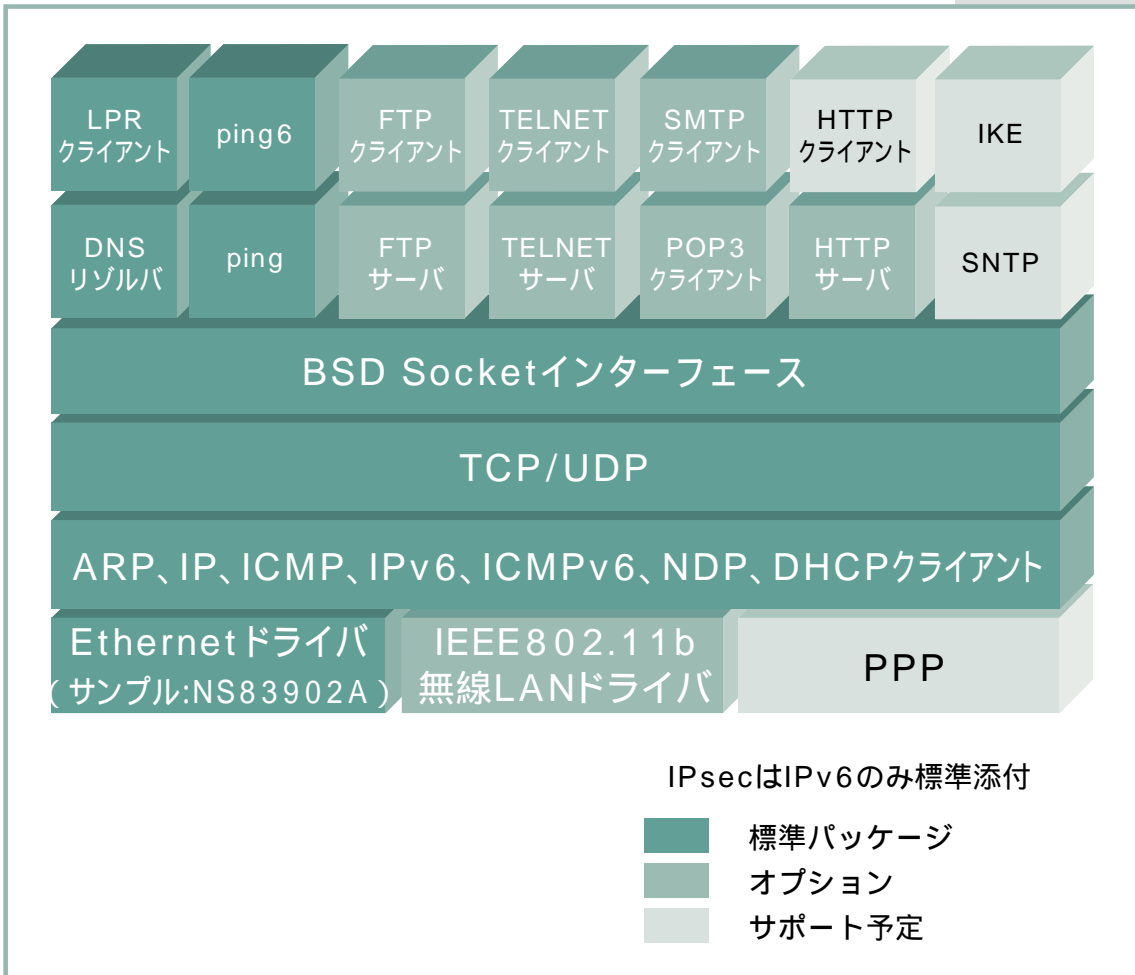 LPR
クライアント
ping6
FTP
クライアント
TELNET
クライアント
SMTP
クライアント
HTTP
クライアント
IKE
DNS
リゾルバ
ping
FTP
サーバ
TELNET
サーバ
POP3
クライアント
HTTP
サーバ
SNTP
BSD Socketインターフェース
TCP/UDP
ARP、IP、ICMP、IPv6、ICMPv6、NDP、DHCPクライアント
Ethernetドライバ
(サンプル:NS83902A)
IEEE802.11b
無線LANドライバ
PPP
IPsecはIPv6のみ標準添付
標準パッケージ
オプション
サポート予定